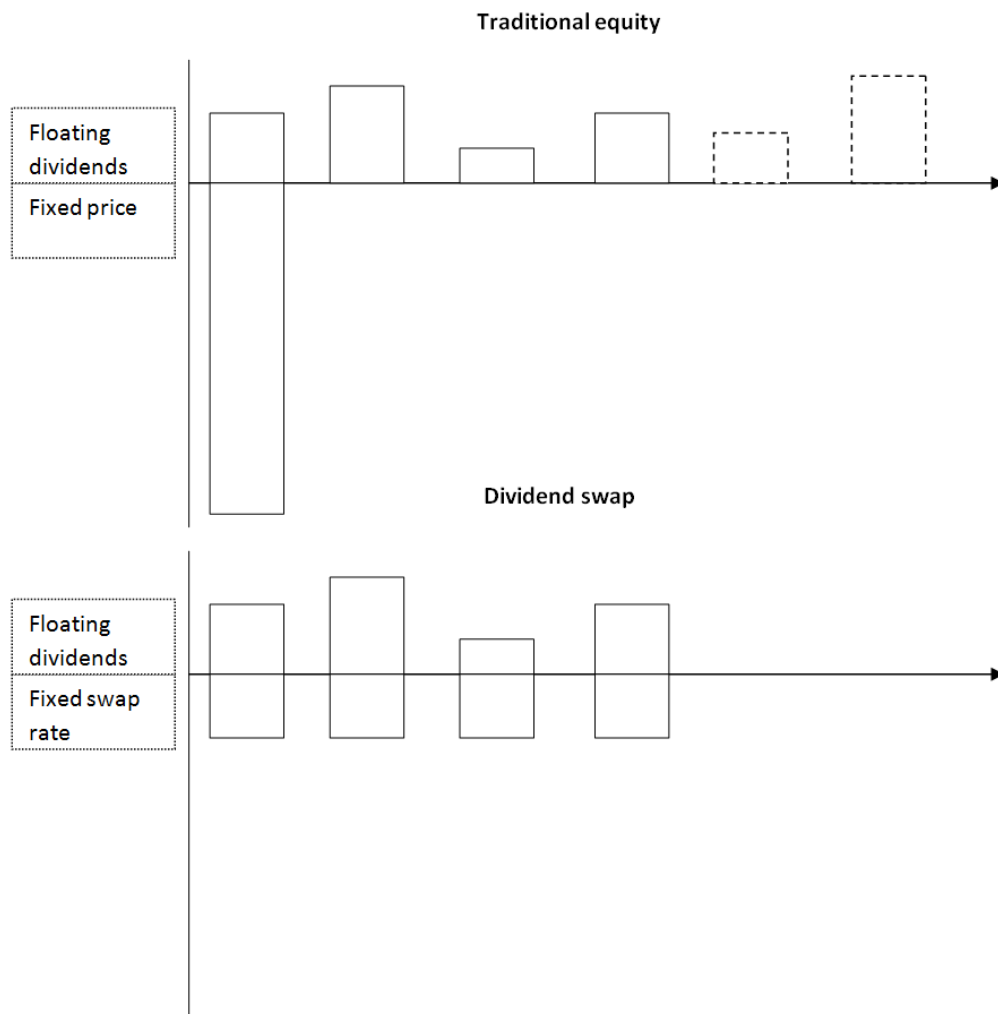 Traditional equity
Floating
dividends
Fixed price
Dividend swap
Floating
dividends
Fixed swap
rate